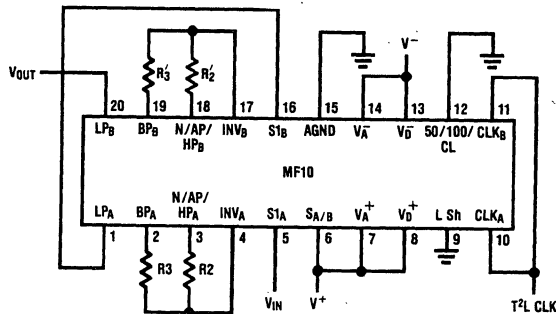 V⁻
R′3
R′2
VOUT
20 19 18 17 16 15 14 13 12 11
LPB BPB N/AP/HPB INVB S1B AGND VA⁻ VD⁻ 50/100/CL CLKB
MF10
LPA BPA N/AP/HPA INVA S1A SA/B VA⁺ VD⁺ L Sh CLKA
1 2 3 4 5 6 7 8 9 10
R3
R2
VIN
V⁺
T²L CLK